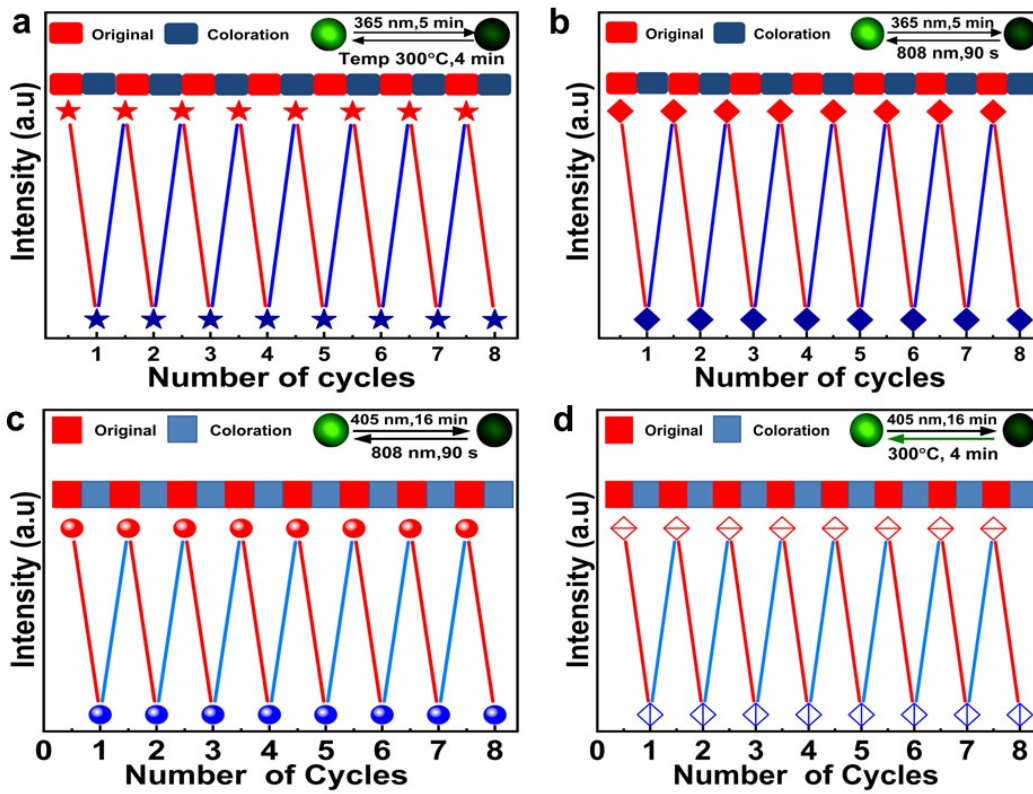 a
Original
Coloration
365 nm,5 min
Temp 300°C,4 min
Intensity (a.u)
1 2 3 4 5 6 7 8
Number of cycles
b
Original
Coloration
365 nm,5 min
808 nm,90 s
Intensity (a.u)
1 2 3 4 5 6 7 8
Number of cycles
c
Original
Coloration
405 nm,16 min
808 nm,90 s
Intensity (a.u)
0 1 2 3 4 5 6 7 8
Number of Cycles
d
Original
Coloration
405 nm,16 min
300°C, 4 min
Intensity (a.u)
0 1 2 3 4 5 6 7 8
Number of Cycles